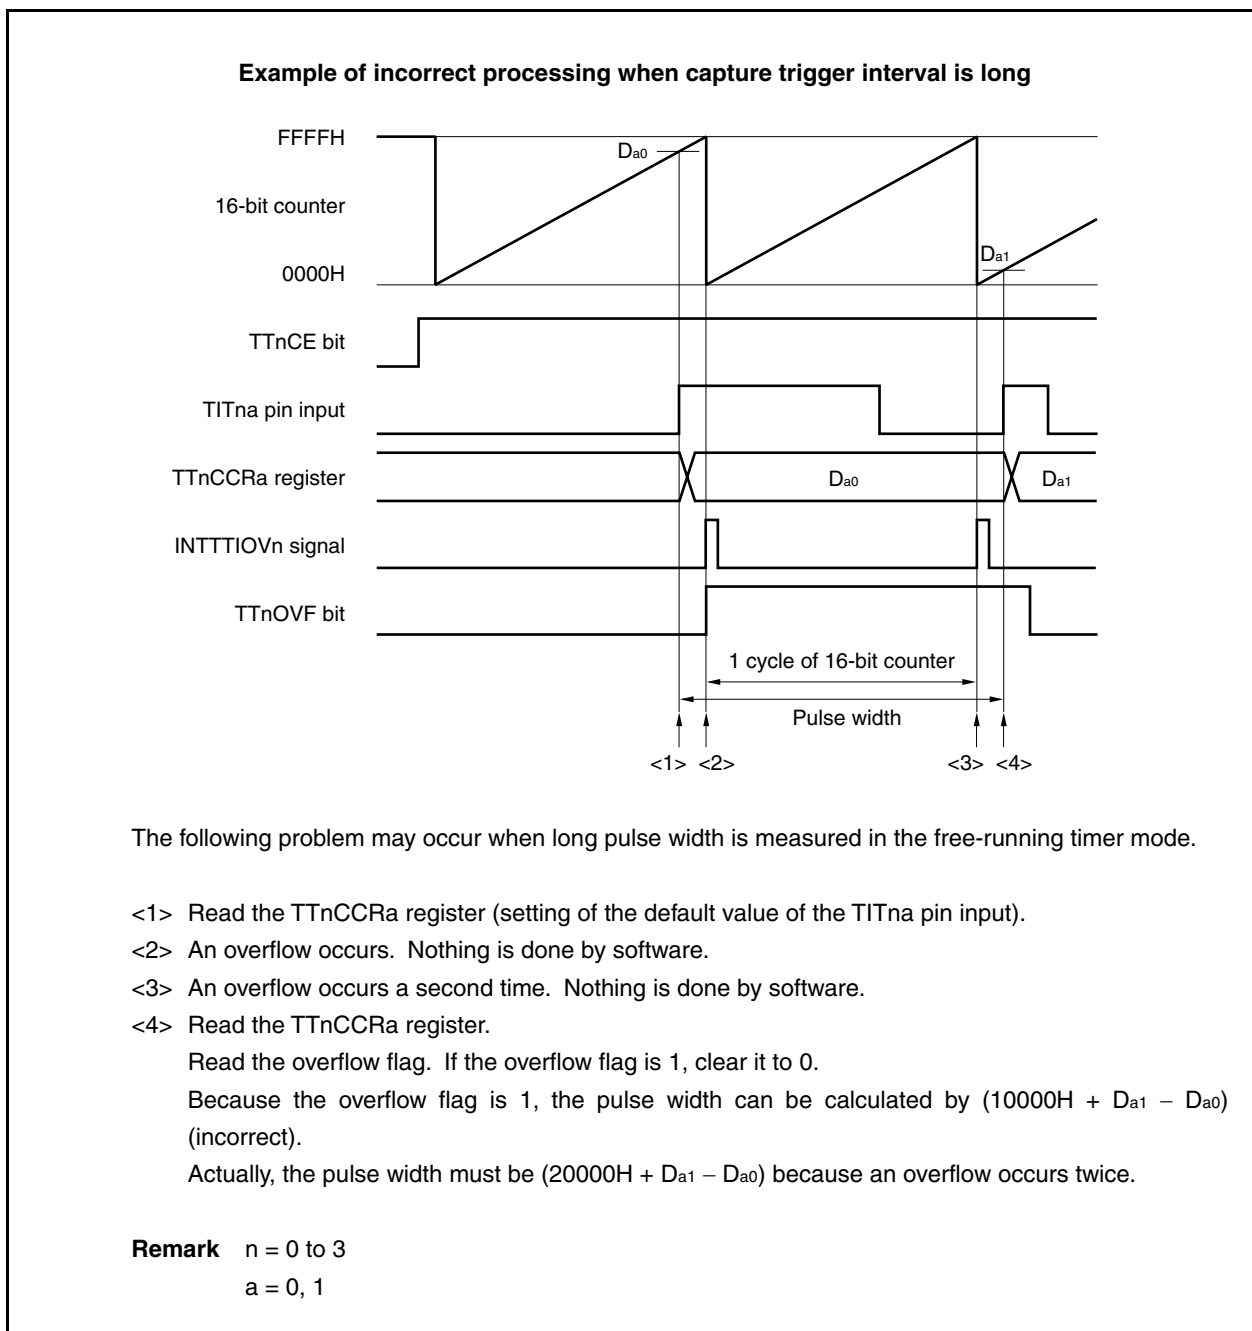 Example of incorrect processing when capture trigger interval is long
FFFFH
Da0
16-bit counter
Da1
0000H
TTnCE bit
TITna pin input
TTnCCRa register
Da0
Da1
INTTTIOVn signal
TTnOVF bit
1 cycle of 16-bit counter
Pulse width
<1> <2> <3> <4>
The following problem may occur when long pulse width is measured in the free-running timer mode.
<1> Read the TTnCCRa register (setting of the default value of the TITna pin input).
<2> An overflow occurs. Nothing is done by software.
<3> An overflow occurs a second time. Nothing is done by software.
<4> Read the TTnCCRa register.
Read the overflow flag. If the overflow flag is 1, clear it to 0.
Because the overflow flag is 1, the pulse width can be calculated by (10000H + Da1 − Da0)
(incorrect).
Actually, the pulse width must be (20000H + Da1 − Da0) because an overflow occurs twice.
Remark n = 0 to 3
a = 0, 1